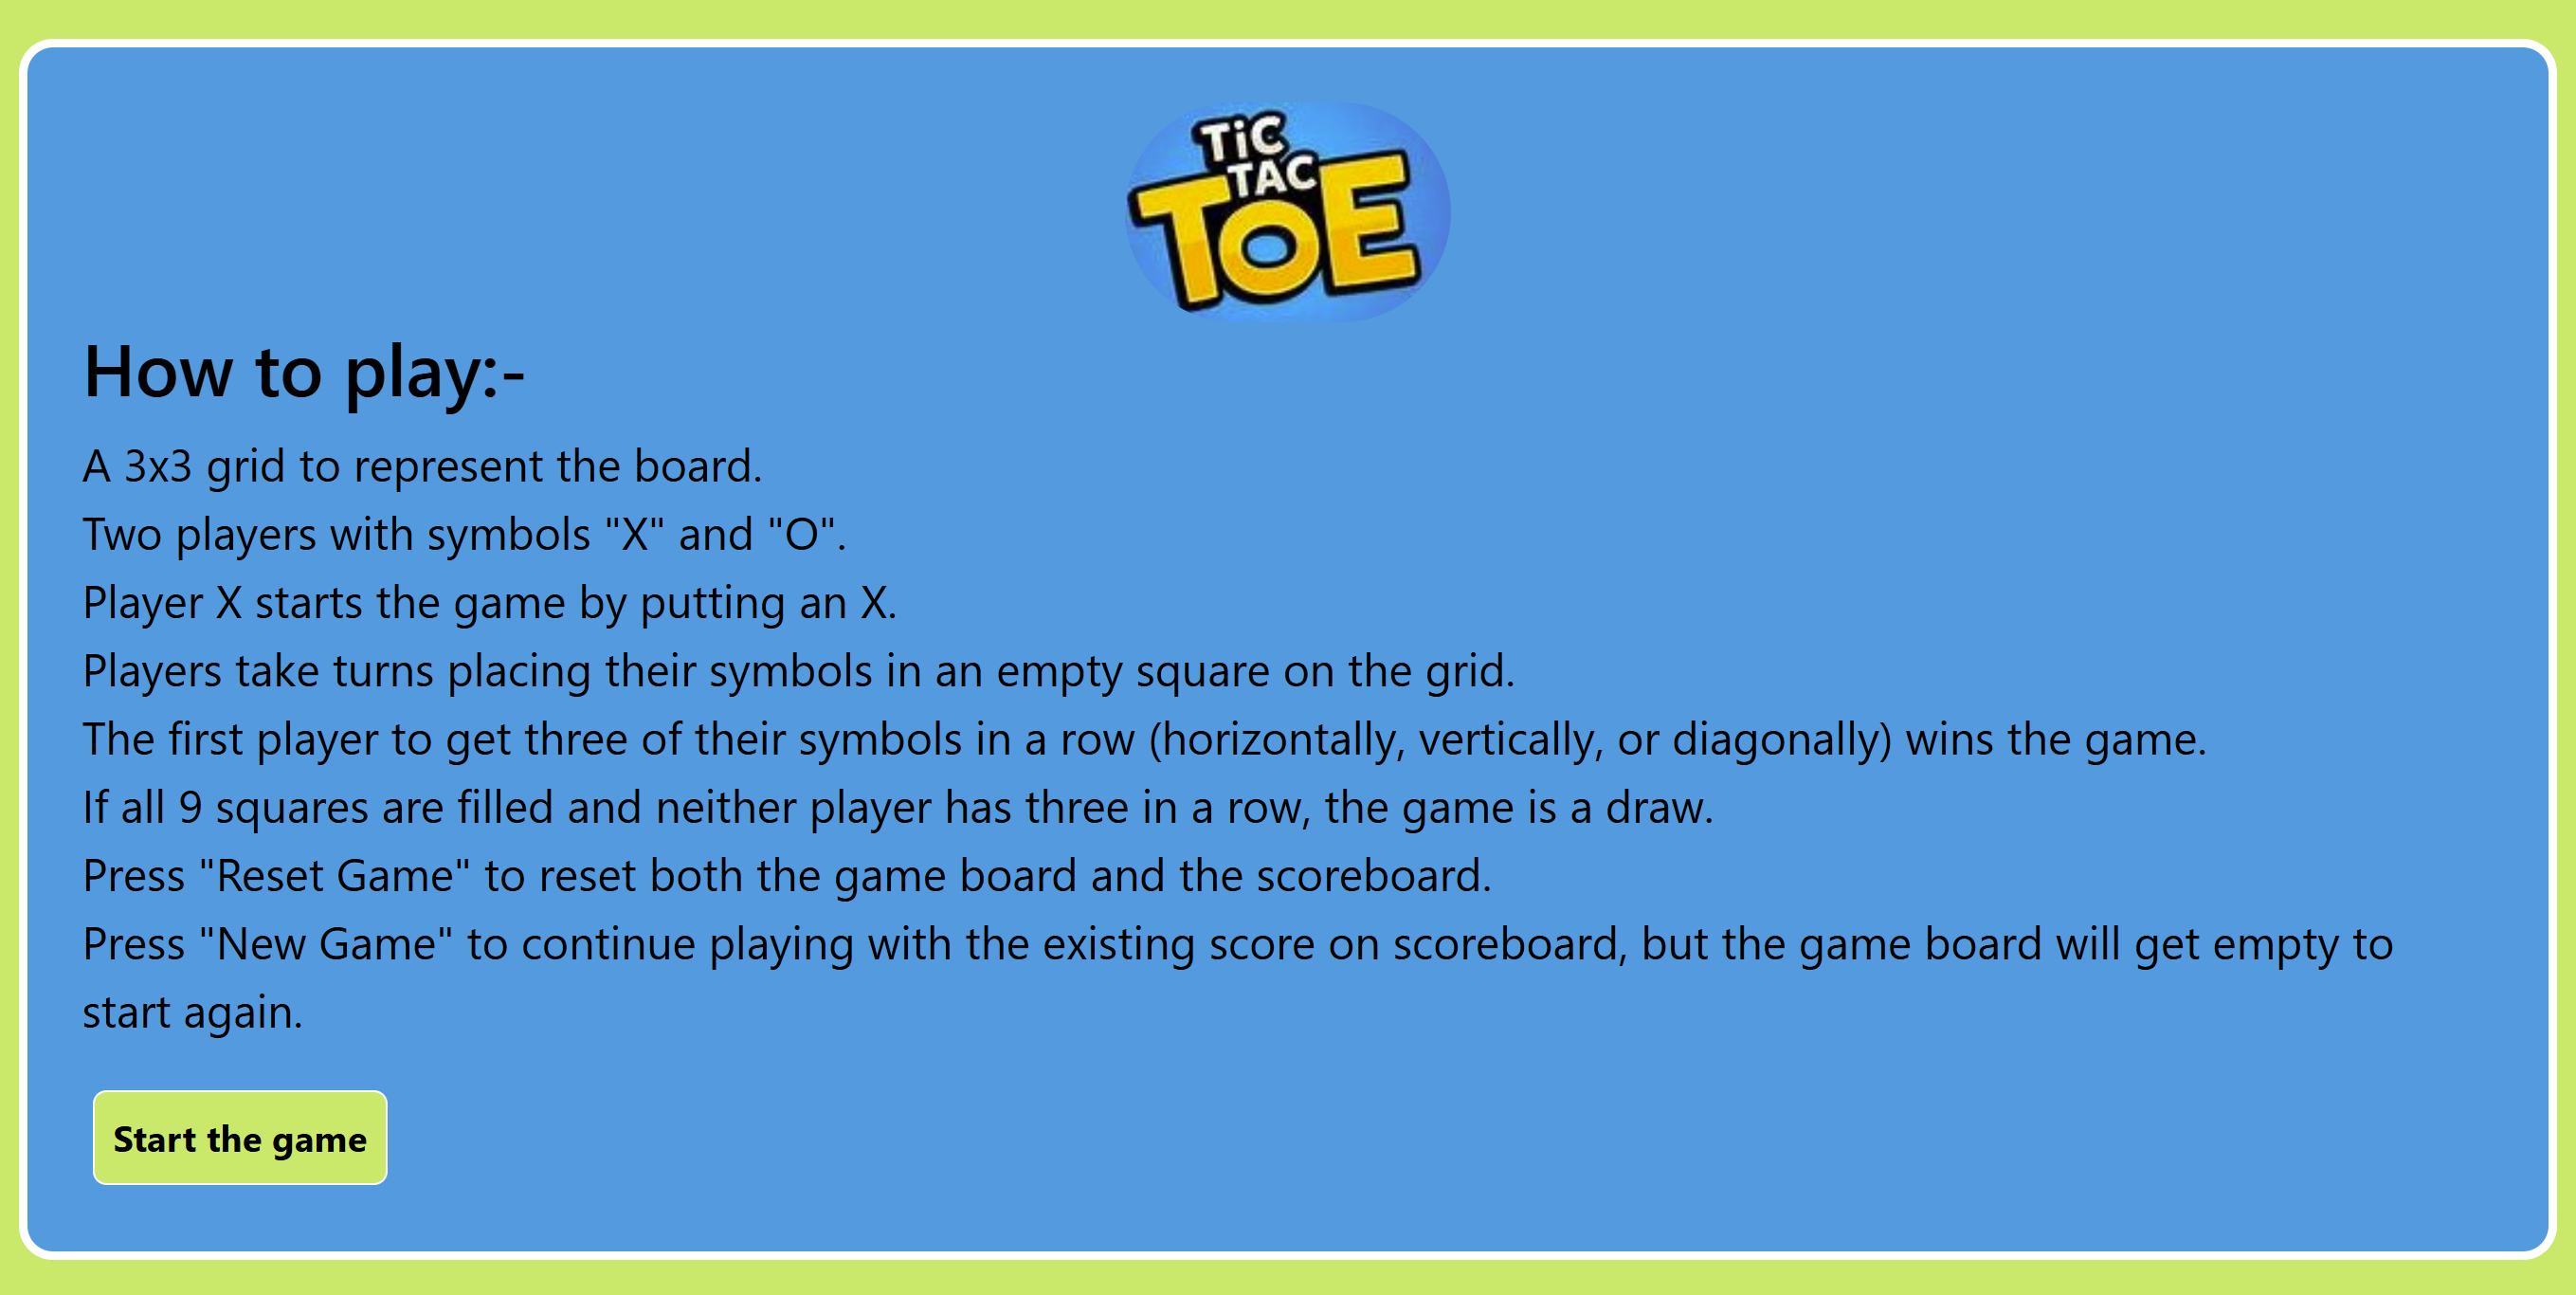 TiC
TAC
TOE
How to play:-
A 3x3 grid to represent the board.
Two players with symbols "X" and "O".
Player X starts the game by putting an X.
Players take turns placing their symbols in an empty square on the grid.
The first player to get three of their symbols in a row (horizontally, vertically, or diagonally) wins the game.
If all 9 squares are filled and neither player has three in a row, the game is a draw.
Press "Reset Game" to reset both the game board and the scoreboard.
Press "New Game" to continue playing with the existing score on scoreboard, but the game board will get empty to
start again.
Start the game